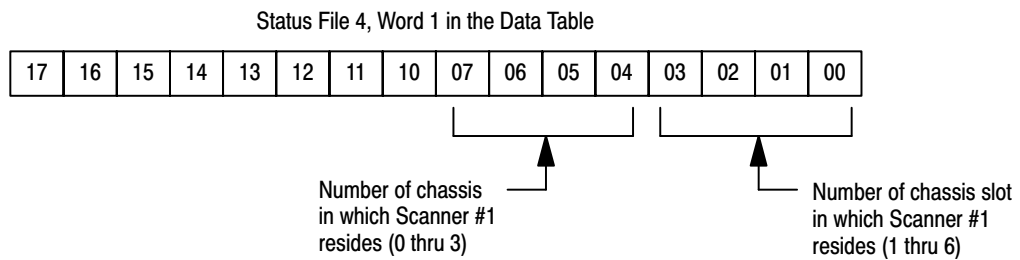 Status File 4, Word 1 in the Data Table
17 16 15 14 13 12 11 10 07 06 05 04 03 02 01 00
Number of chassis
in which Scanner #1
resides (0 thru 3)
Number of chassis slot
in which Scanner #1
resides (1 thru 6)